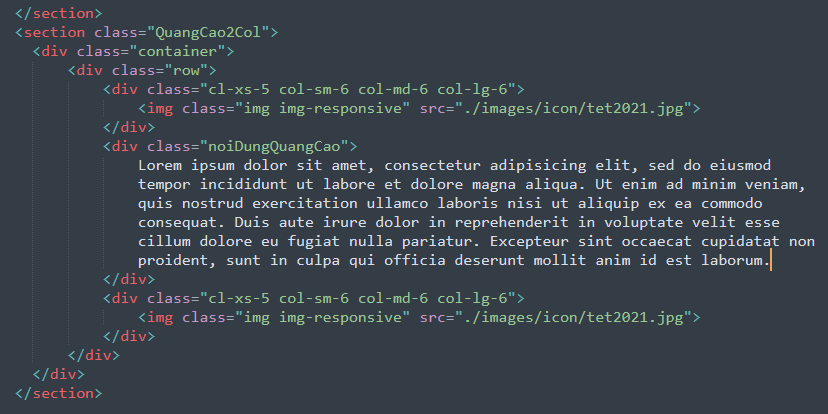 </section>
<section class="QuangCao2Col">
<div class="container">
<div class="row">
<div class="cl-xs-5 col-sm-6 col-md-6 col-lg-6">
<img class="img img-responsive" src="./images/icon/tet2021.jpg">
</div>
<div class="noiDungQuangCao">
Lorem ipsum dolor sit amet, consectetur adipisicing elit, sed do eiusmod
tempor incididunt ut labore et dolore magna aliqua. Ut enim ad minim veniam,
quis nostrud exercitation ullamco laboris nisi ut aliquip ex ea commodo
consequat. Duis aute irure dolor in reprehenderit in voluptate velit esse
cillum dolore eu fugiat nulla pariatur. Excepteur sint occaecat cupidatat non
proident, sunt in culpa qui officia deserunt mollit anim id est laborum.
</div>
<div class="cl-xs-5 col-sm-6 col-md-6 col-lg-6">
<img class="img img-responsive" src="./images/icon/tet2021.jpg">
</div>
</div>
</div>
</section>